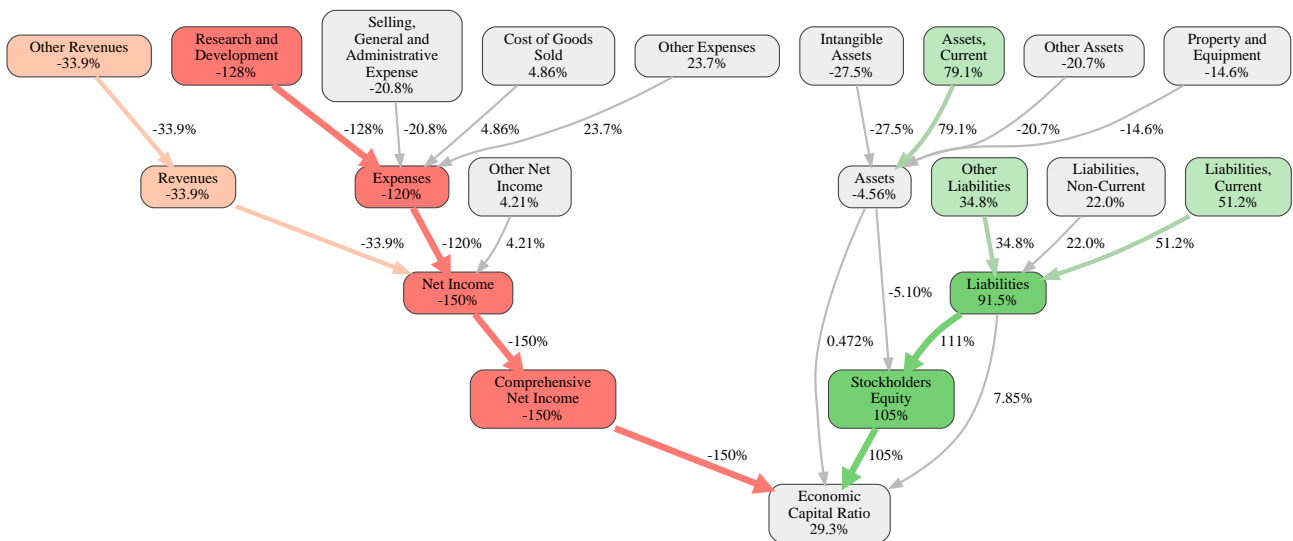 Other Revenues
-33.9%
Research and
Development
-128%
Selling,
General and
Administrative
Expense
-20.8%
Cost of Goods
Sold
4.86%
Other Expenses
23.7%
Intangible
Assets
-27.5%
Assets,
Current
79.1%
Other Assets
-20.7%
Property and
Equipment
-14.6%
-33.9%
-128%
-20.8%
4.86%
23.7%
-27.5%
79.1%
-20.7%
-14.6%
Revenues
-33.9%
Expenses
-120%
Other Net
Income
4.21%
Assets
-4.56%
Other
Liabilities
34.8%
Liabilities,
Non-Current
22.0%
Liabilities,
Current
51.2%
-33.9%
-120%
4.21%
34.8%
22.0%
51.2%
Net Income
-150%
-5.10%
Liabilities
91.5%
-150%
0.472%
111%
Comprehensive
Net Income
-150%
Stockholders
Equity
105%
7.85%
-150%
105%
Economic
Capital Ratio
29.3%